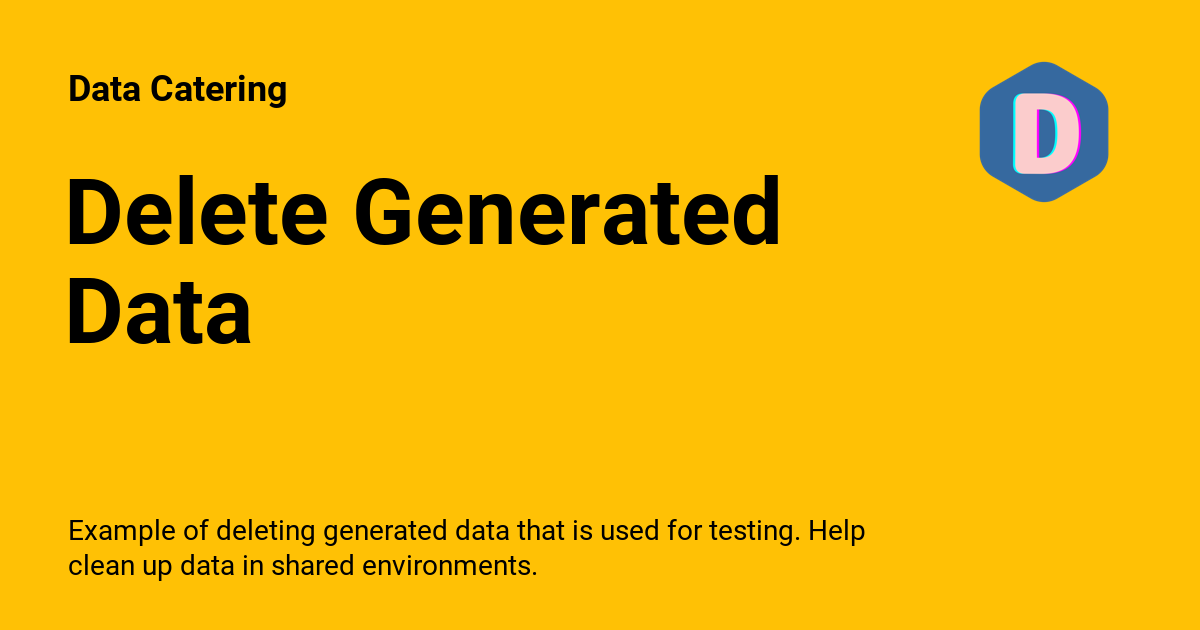 Data Catering
D
Delete Generated
Data
Example of deleting generated data that is used for testing. Help
clean up data in shared environments.